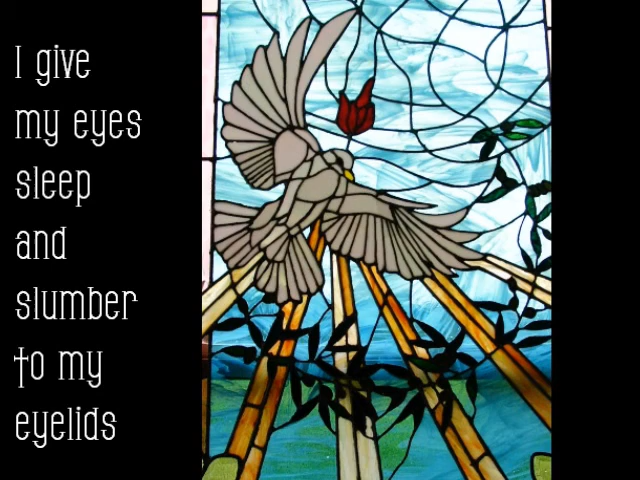 I give
my eyes
sleep
and
slumber
to my
eyelids